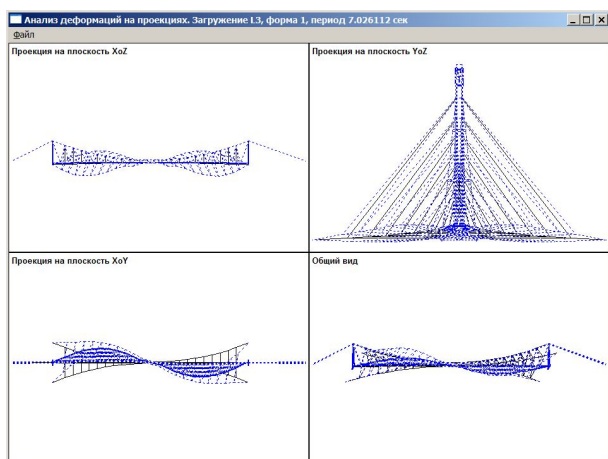 Анализ деформаций на проекциях. Загружение L3, форма 1, период 7.026112 сек
Файл
Проекция на плоскость XoZ
Проекция на плоскость YoZ
Проекция на плоскость XoY
Общий вид